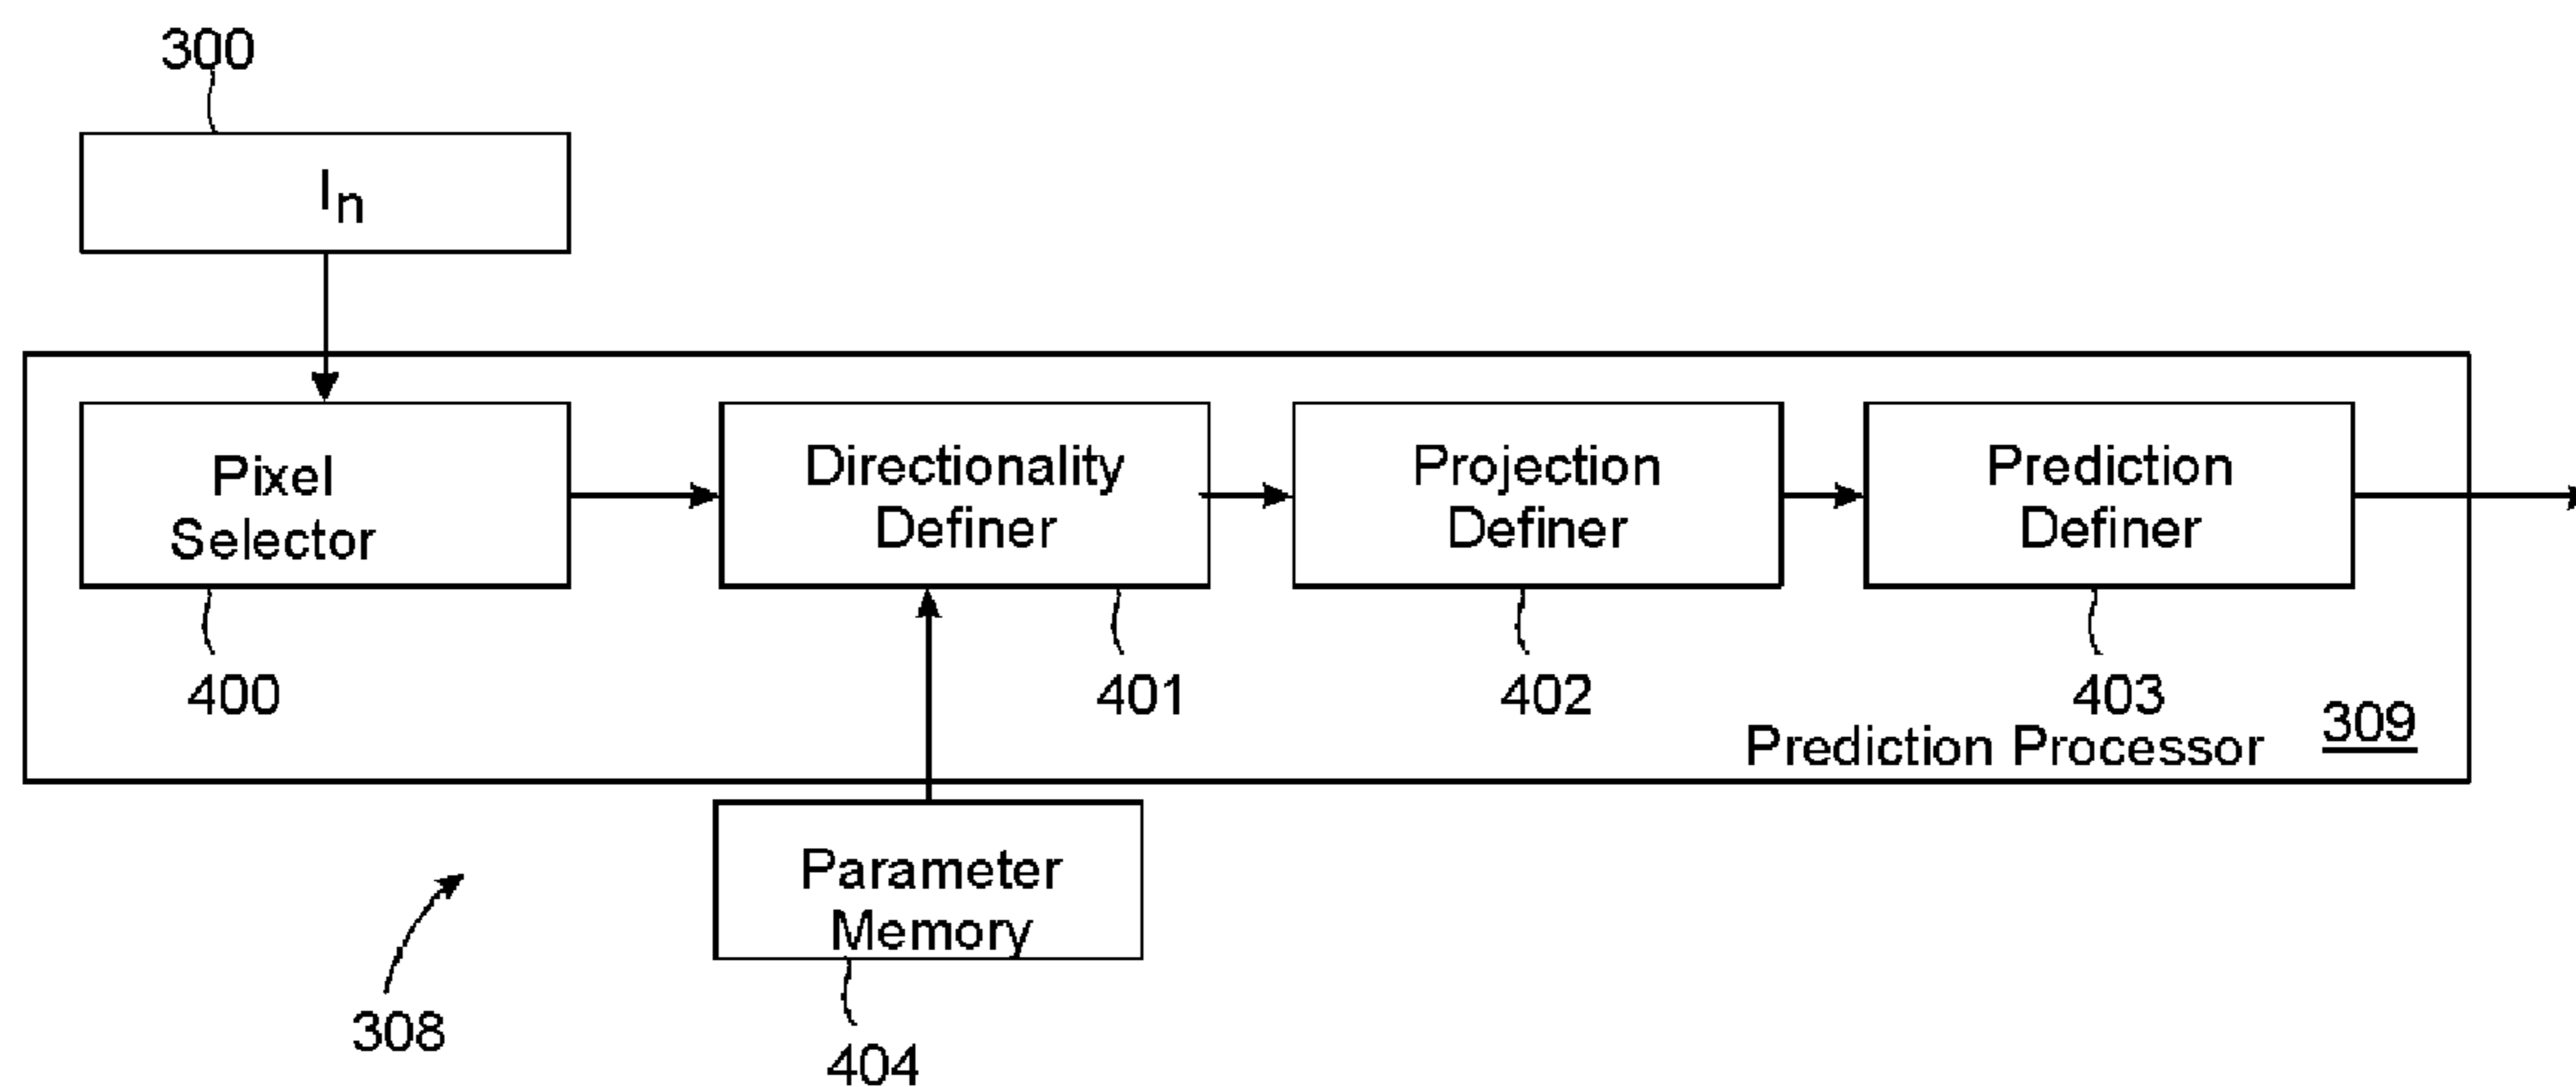 300
In
Pixel
Selector
Directionality
Definer
Projection
Definer
Prediction
Definer
400
401
402
403
Prediction Processor 309
Parameter
Memory
308
404